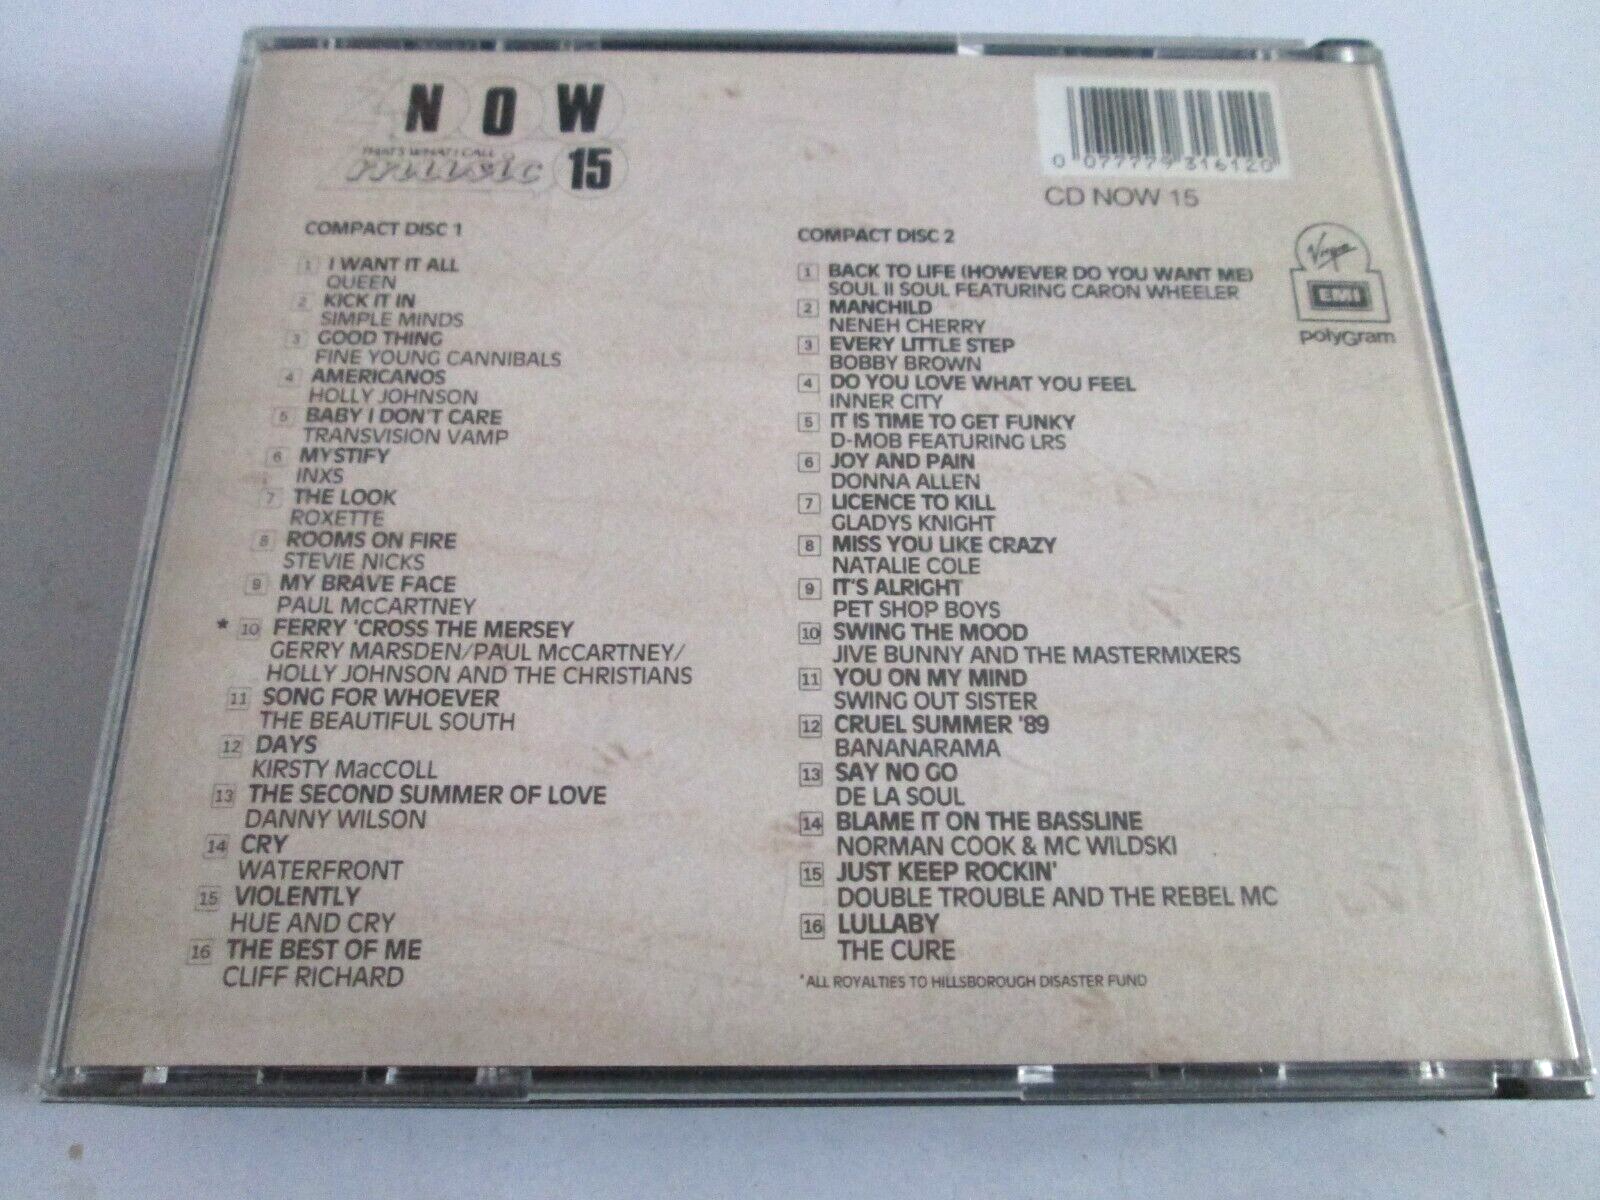 NOW
THAT'S WHAT I CALL
music 15
0 077779 316120
CD NOW 15
Virgin
EMI
polyGram
COMPACT DISC 1
1 I WANT IT ALL
QUEEN
2 KICK IT IN
SIMPLE MINDS
3 GOOD THING
FINE YOUNG CANNIBALS
4 AMERICANOS
HOLLY JOHNSON
5 BABY I DON'T CARE
TRANSVISION VAMP
6 MYSTIFY
INXS
7 THE LOOK
ROXETTE
8 ROOMS ON FIRE
STEVIE NICKS
9 MY BRAVE FACE
PAUL McCARTNEY
* 10 FERRY 'CROSS THE MERSEY
GERRY MARSDEN/PAUL McCARTNEY/
HOLLY JOHNSON AND THE CHRISTIANS
11 SONG FOR WHOEVER
THE BEAUTIFUL SOUTH
12 DAYS
KIRSTY MacCOLL
13 THE SECOND SUMMER OF LOVE
DANNY WILSON
14 CRY
WATERFRONT
15 VIOLENTLY
HUE AND CRY
16 THE BEST OF ME
CLIFF RICHARD
COMPACT DISC 2
1 BACK TO LIFE (HOWEVER DO YOU WANT ME)
SOUL II SOUL FEATURING CARON WHEELER
2 MANCHILD
NENEH CHERRY
3 EVERY LITTLE STEP
BOBBY BROWN
4 DO YOU LOVE WHAT YOU FEEL
INNER CITY
5 IT IS TIME TO GET FUNKY
D-MOB FEATURING LRS
6 JOY AND PAIN
DONNA ALLEN
7 LICENCE TO KILL
GLADYS KNIGHT
8 MISS YOU LIKE CRAZY
NATALIE COLE
9 IT'S ALRIGHT
PET SHOP BOYS
10 SWING THE MOOD
JIVE BUNNY AND THE MASTERMIXERS
11 YOU ON MY MIND
SWING OUT SISTER
12 CRUEL SUMMER '89
BANANARAMA
13 SAY NO GO
DE LA SOUL
14 BLAME IT ON THE BASSLINE
NORMAN COOK & MC WILDSKI
15 JUST KEEP ROCKIN'
DOUBLE TROUBLE AND THE REBEL MC
16 LULLABY
THE CURE
*ALL ROYALTIES TO HILLSBOROUGH DISASTER FUND